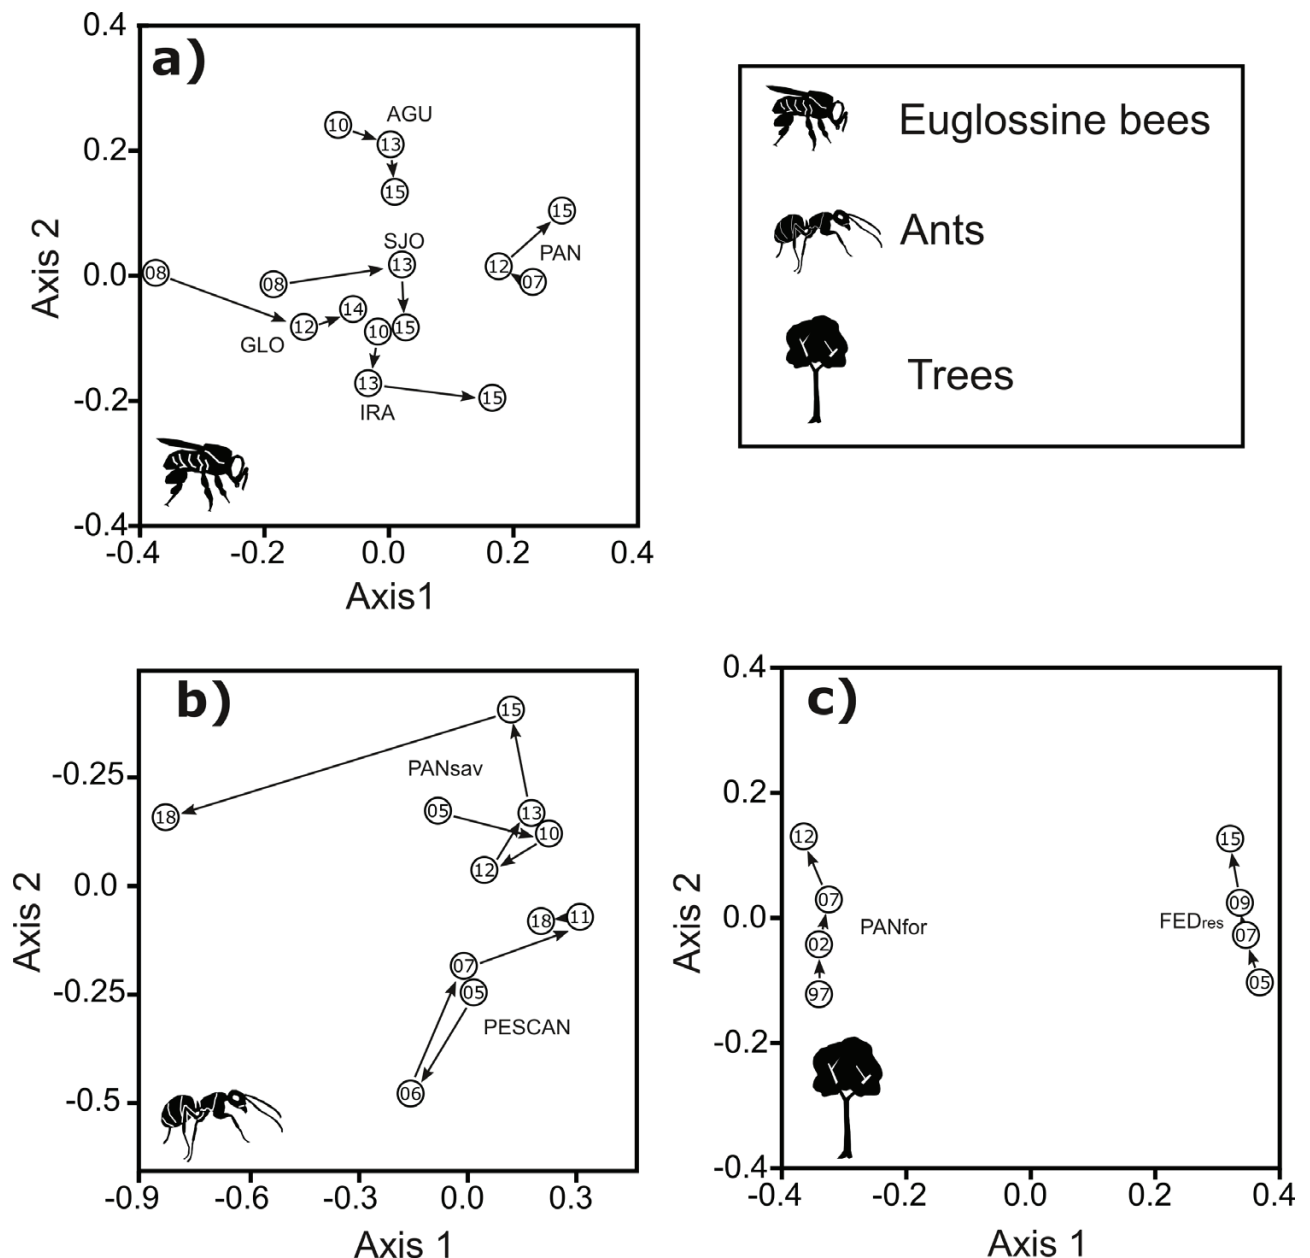 a)
0.4
0.2
0.0
-0.2
-0.4
Axis 2
-0.4 -0.2 0.0 0.2 0.4
Axis1
AGU
10 13 15
SJO
08 13 15
PAN
07 12 15
GLO
08 12 14
IRA
10 13 15
Euglossine bees
Ants
Trees
b)
-0.25
0.0
-0.25
-0.5
Axis 2
-0.9 -0.6 -0.3 0.0 0.3
Axis 1
PANsav
05 10 12 13 15 18
PESCAN
05 06 07 11 18
c)
0.4
0.2
0.0
-0.2
-0.4
Axis 2
-0.4 -0.2 0.0 0.2 0.4
Axis 1
PANfor
97 02 07 12
FEDres
05 07 09 15